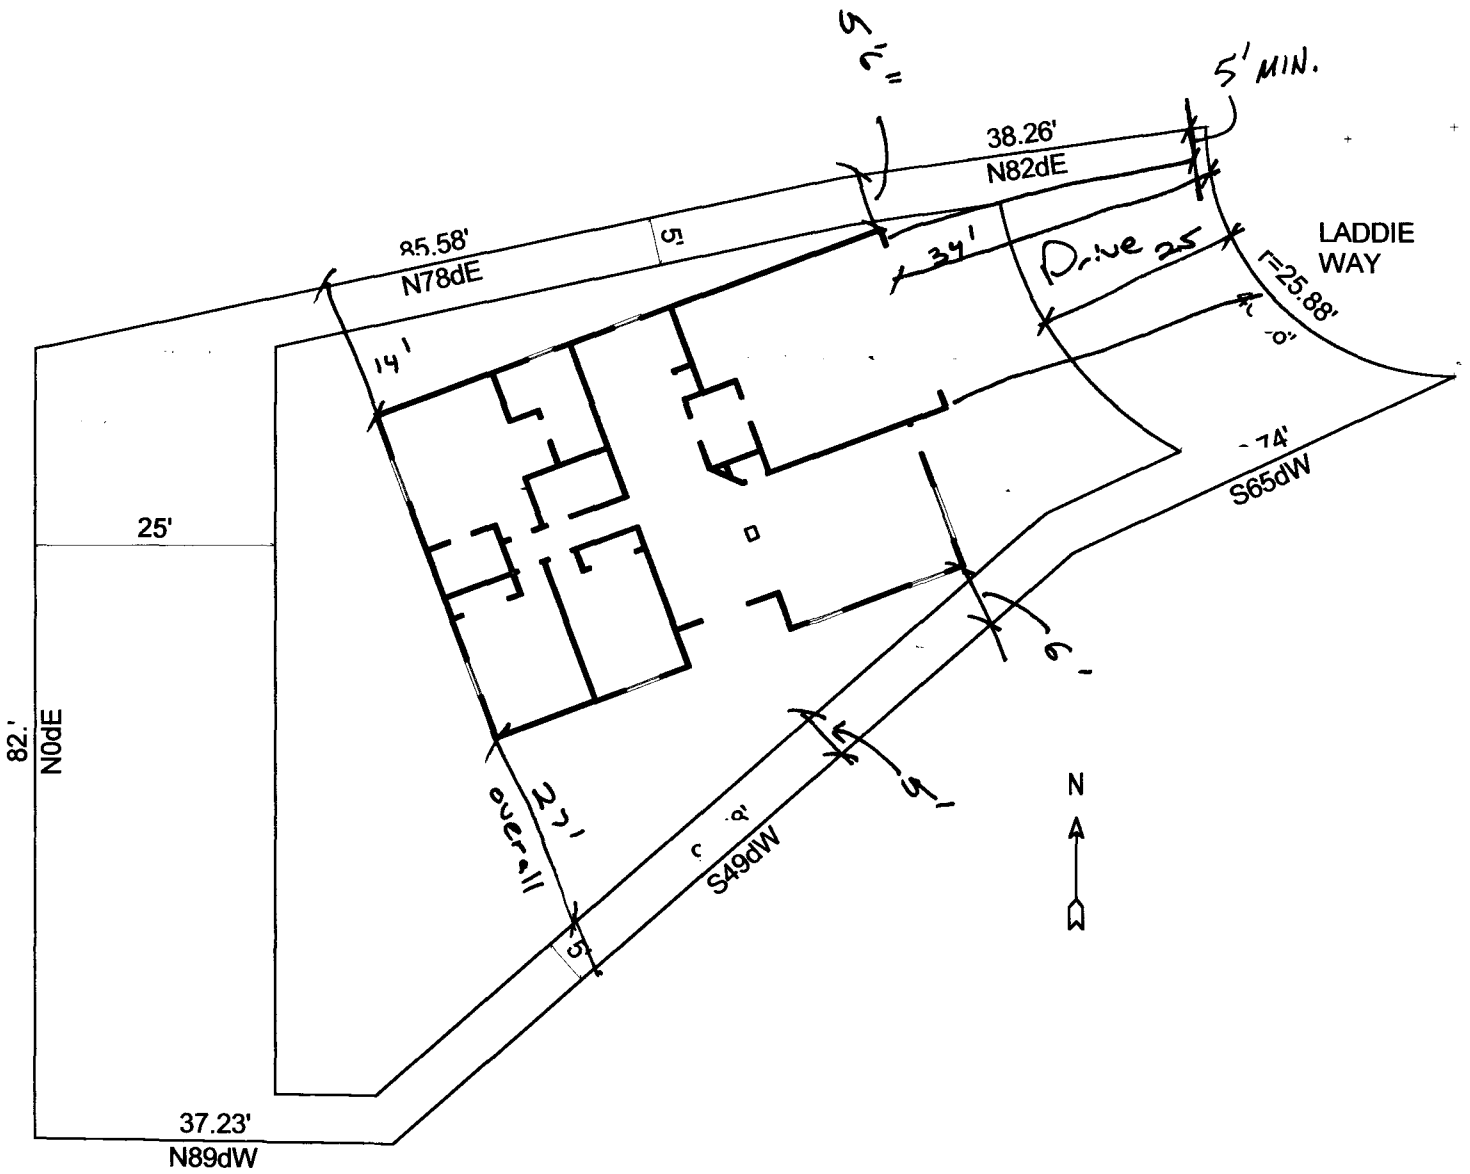 5'6"
5' MIN.
38.26'
N82dE
85.58'
N78dE
5'
34'
Drive 25
LADDIE
WAY
r=25.88'
14'
74'
S65dW
25'
6'
82.'
N0dE
27'
overall
5'
S49dW
N
5'
37.23'
N89dW